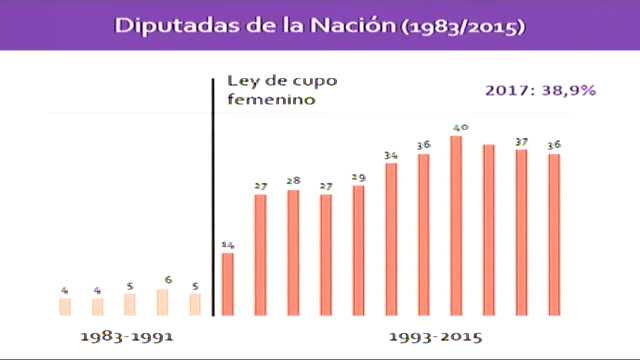 Diputadas de la Nación (1983/2015)
Ley de cupo
femenino
2017: 38,9%
4 4 5 6 5 14 27 28 27 29 34 36 40 37 36
1983-1991 1993-2015